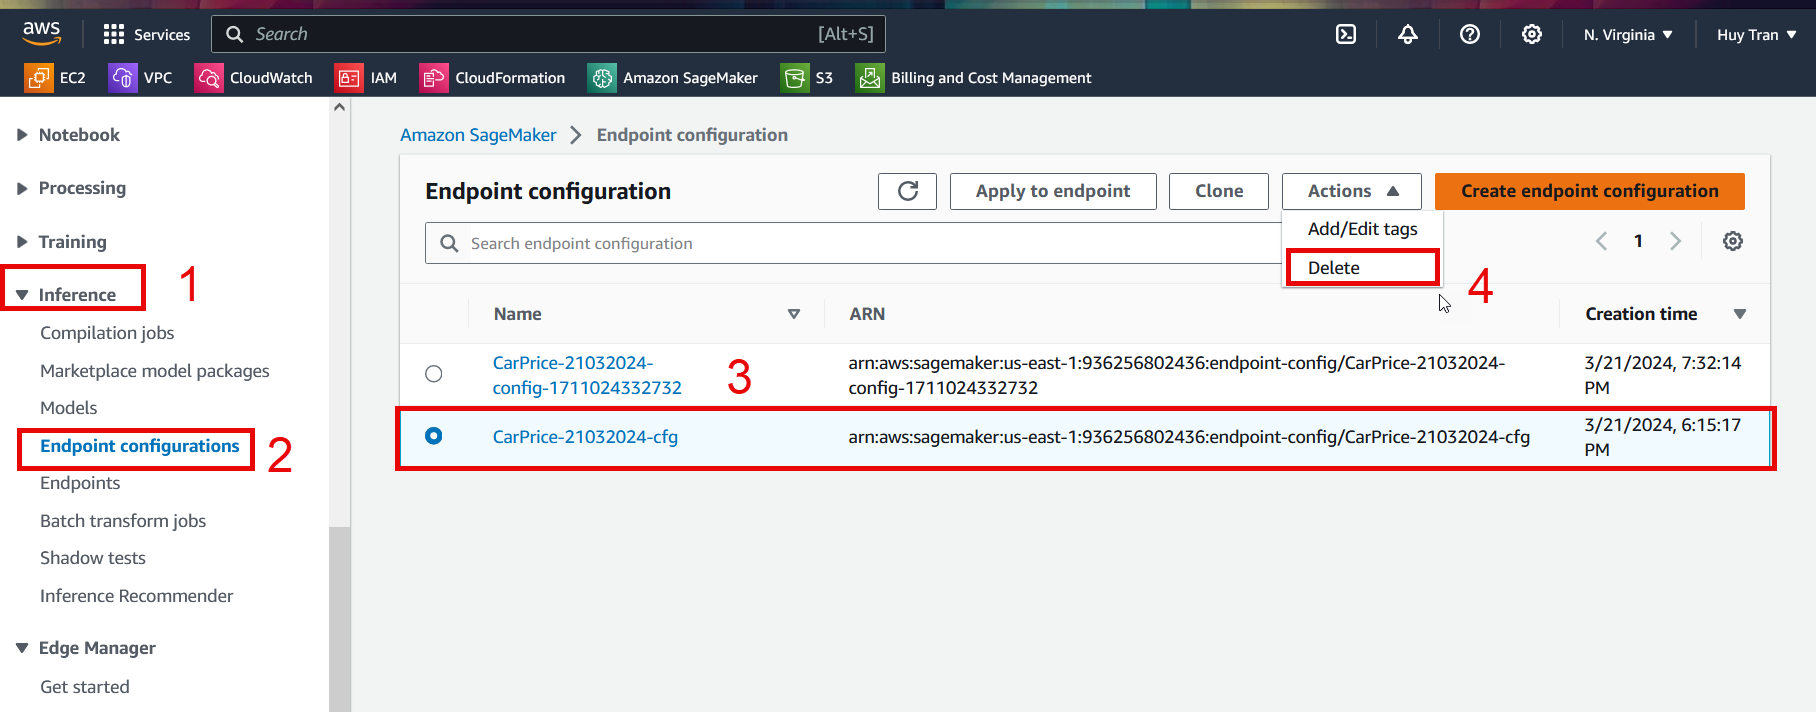 aws
Services
Search
[Alt+S]
N. Virginia
Huy Tran
EC2
VPC
CloudWatch
IAM
CloudFormation
Amazon SageMaker
S3
Billing and Cost Management
Notebook
Processing
Training
Inference
1
Compilation jobs
Marketplace model packages
Models
Endpoint configurations
2
Endpoints
Batch transform jobs
Shadow tests
Inference Recommender
Edge Manager
Get started
Amazon SageMaker
Endpoint configuration
Endpoint configuration
Apply to endpoint
Clone
Actions
Create endpoint configuration
Search endpoint configuration
Add/Edit tags
Delete
4
1
Name
ARN
Creation time
CarPrice-21032024-
config-1711024332732
3
arn:aws:sagemaker:us-east-1:936256802436:endpoint-config/CarPrice-21032024-
config-1711024332732
3/21/2024, 7:32:14
PM
CarPrice-21032024-cfg
arn:aws:sagemaker:us-east-1:936256802436:endpoint-config/CarPrice-21032024-cfg
3/21/2024, 6:15:17
PM